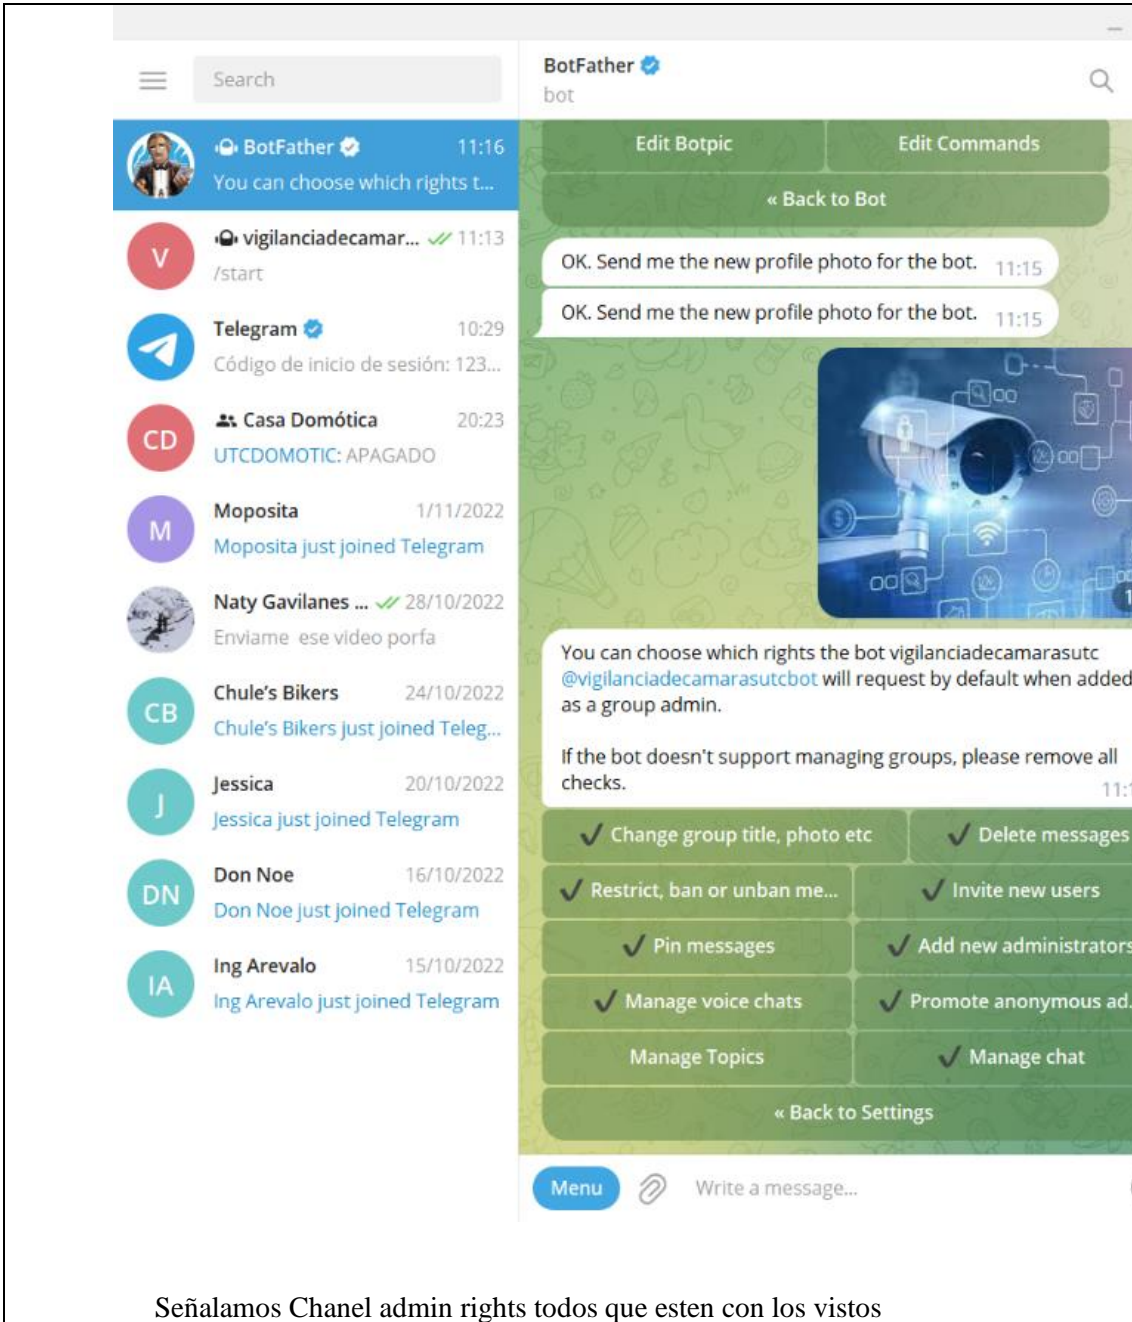 Search
BotFather
bot
BotFather 11:16
You can choose which rights t...
V
vigilanciadecamar... 11:13
/start
Telegram 10:29
Código de inicio de sesión: 123...
CD
Casa Domótica 20:23
UTCDOMOTIC: APAGADO
M
Moposita 1/11/2022
Moposita just joined Telegram
Naty Gavilanes ... 28/10/2022
Enviame ese video porfa
CB
Chule's Bikers 24/10/2022
Chule's Bikers just joined Teleg...
J
Jessica 20/10/2022
Jessica just joined Telegram
DN
Don Noe 16/10/2022
Don Noe just joined Telegram
IA
Ing Arevalo 15/10/2022
Ing Arevalo just joined Telegram
Edit Botpic Edit Commands
« Back to Bot
OK. Send me the new profile photo for the bot. 11:15
OK. Send me the new profile photo for the bot. 11:15
You can choose which rights the bot vigilanciadecamarasutc
@vigilanciadecamarasutcbot will request by default when added
as a group admin.
If the bot doesn't support managing groups, please remove all
checks.
✔ Change group title, photo etc ✔ Delete messages
✔ Restrict, ban or unban me... ✔ Invite new users
✔ Pin messages ✔ Add new administrators
✔ Manage voice chats ✔ Promote anonymous ad.
Manage Topics ✔ Manage chat
« Back to Settings
Menu Write a message...
Señalamos Chanel admin rights todos que esten con los vistos